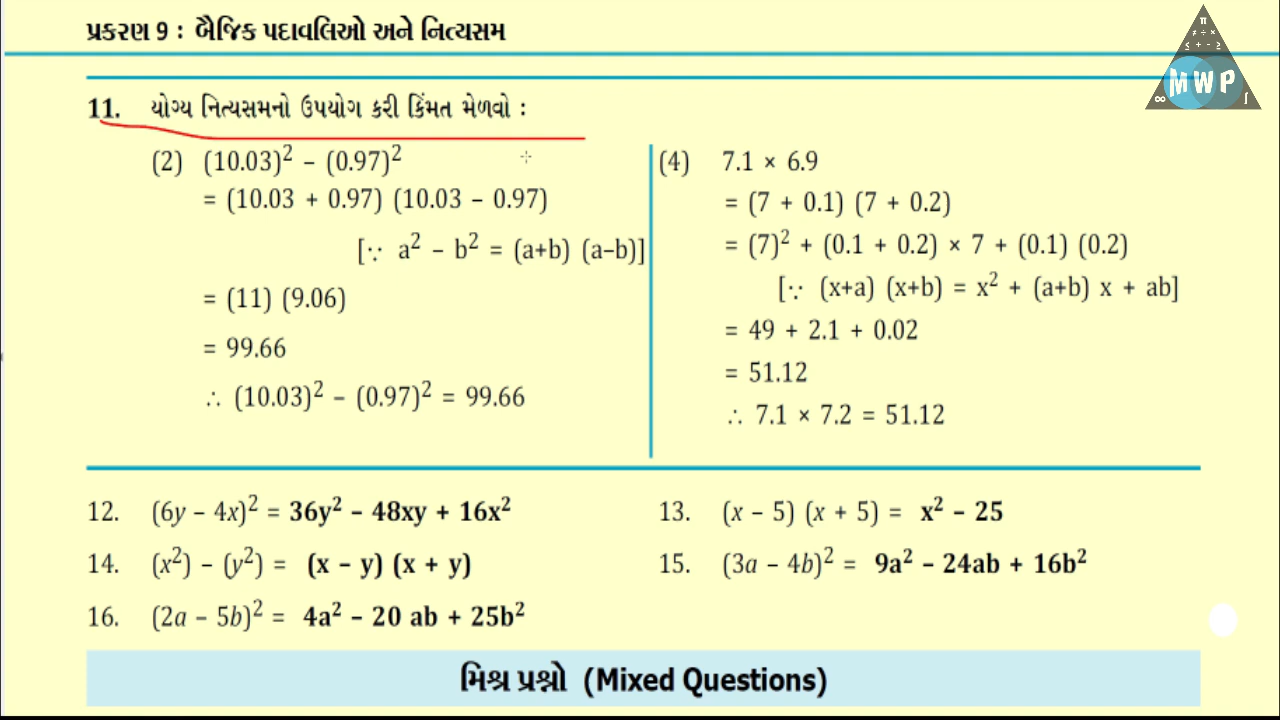 પ્રકરણ 9 : બૈજિક પદાવલિઓ અને નિત્યસમ
π
≠ ÷ ×
≤ + - ≥
MWP
∞ ∫
11. યોગ્ય નિત્યસમનો ઉપયોગ કરી કિંમત મેળવો :
(2) (10.03)² – (0.97)²
= (10.03 + 0.97) (10.03 – 0.97)
[∵ a² – b² = (a+b) (a–b)]
= (11) (9.06)
= 99.66
∴ (10.03)² – (0.97)² = 99.66
(4) 7.1 × 6.9
= (7 + 0.1) (7 + 0.2)
= (7)² + (0.1 + 0.2) × 7 + (0.1) (0.2)
[∵ (x+a) (x+b) = x² + (a+b) x + ab]
= 49 + 2.1 + 0.02
= 51.12
∴ 7.1 × 7.2 = 51.12
12. (6y – 4x)² = 36y² – 48xy + 16x²
13. (x – 5) (x + 5) = x² – 25
14. (x²) – (y²) = (x – y) (x + y)
15. (3a – 4b)² = 9a² – 24ab + 16b²
16. (2a – 5b)² = 4a² – 20 ab + 25b²
મિશ્ર પ્રશ્નો (Mixed Questions)